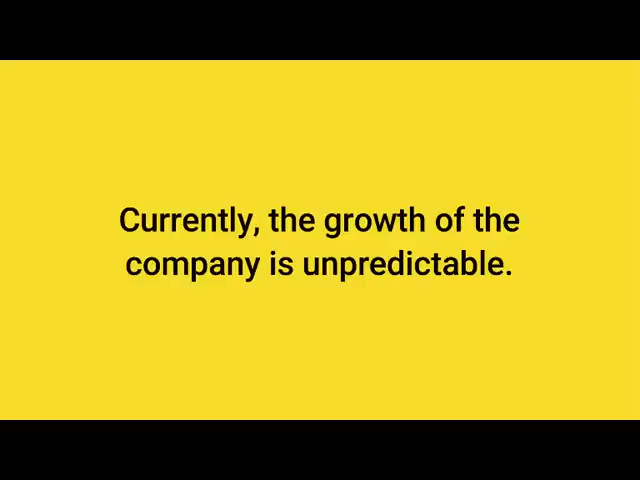 Currently, the growth of the
company is unpredictable.